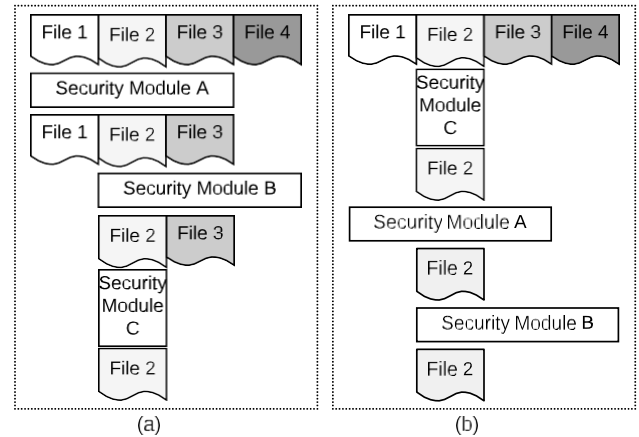 File 1 File 2 File 3 File 4
Security Module A
File 1 File 2 File 3
Security Module B
File 2 File 3
Security
Module
C
File 2
(a)
File 1 File 2 File 3 File 4
Security
Module
C
File 2
Security Module A
File 2
Security Module B
File 2
(b)